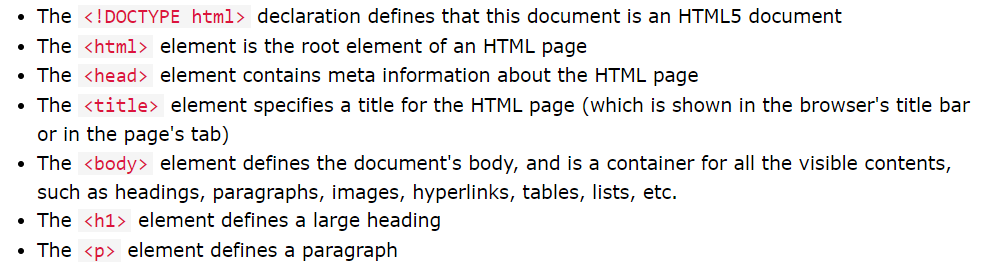 The <!DOCTYPE html> declaration defines that this document is an HTML5 document
The <html> element is the root element of an HTML page
The <head> element contains meta information about the HTML page
The <title> element specifies a title for the HTML page (which is shown in the browser's title bar
or in the page's tab)
The <body> element defines the document's body, and is a container for all the visible contents,
such as headings, paragraphs, images, hyperlinks, tables, lists, etc.
The <h1> element defines a large heading
The <p> element defines a paragraph